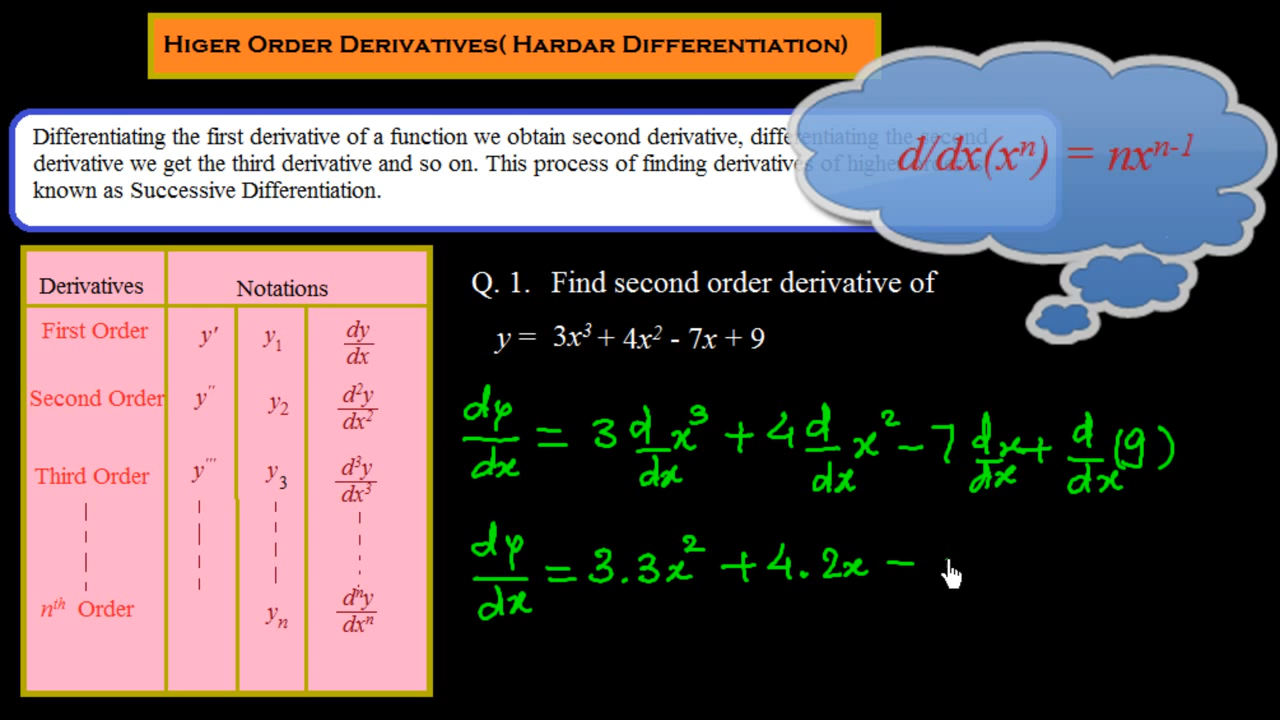 HIGER ORDER DERIVATIVES( HARDAR DIFFERENTIATION)
d/dx(xⁿ) = nxⁿ⁻¹
Differentiating the first derivative of a function we obtain second derivative, differentiating the second
derivative we get the third derivative and so on. This process of finding derivatives of higher
known as Successive Differentiation.
Derivatives Notations
First Order y′ y₁ dy/dx
Second Order y′′ y₂ d²y/dx²
Third Order y′′′ y₃ d³y/dx³
nᵗʰ Order yₙ dⁿy/dxⁿ
Q. 1. Find second order derivative of
y = 3x³ + 4x² - 7x + 9
dy/dx = 3 d/dx x³ + 4 d/dx x² − 7 d/dx x + d/dx (9)
dy/dx = 3.3x² + 4.2x −